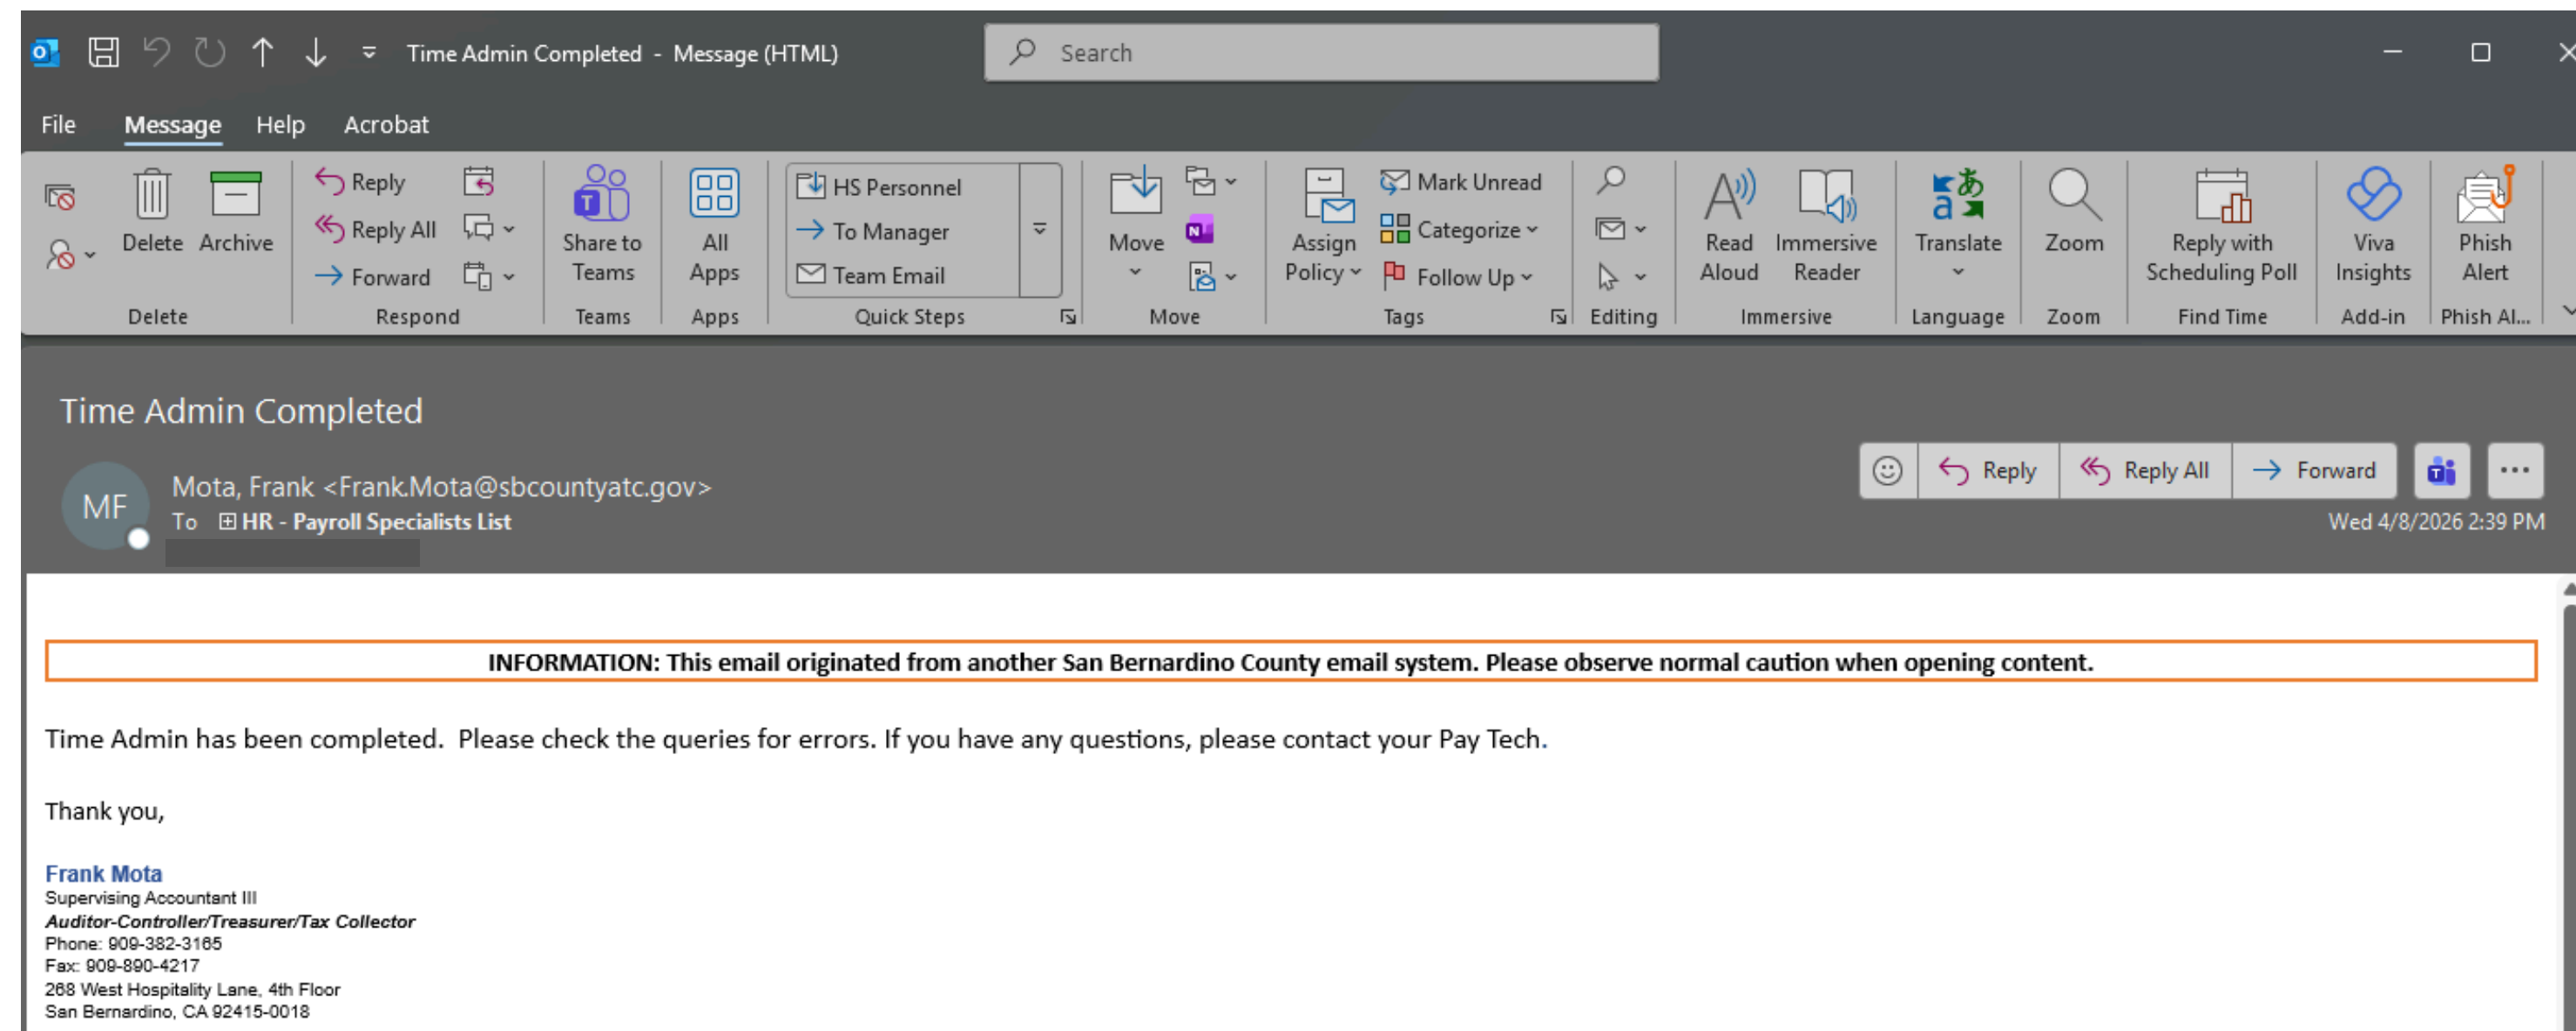 Time Admin Completed - Message (HTML)
Search
File Message Help Acrobat
Delete Archive
Delete
Reply
Reply All
Forward
Respond
Share to Teams
Teams
All Apps
Apps
HS Personnel
To Manager
Team Email
Quick Steps
Move
Move
Assign Policy
Mark Unread
Categorize
Follow Up
Tags
Editing
Read Aloud
Immersive Reader
Immersive
Translate
Language
Zoom
Zoom
Reply with Scheduling Poll
Find Time
Viva Insights
Add-in
Phish Alert
Phish Al...
Time Admin Completed
MF
Mota, Frank <Frank.Mota@sbcountyatc.gov>
To HR - Payroll Specialists List
Reply Reply All Forward
Wed 4/8/2026 2:39 PM
INFORMATION: This email originated from another San Bernardino County email system. Please observe normal caution when opening content.
Time Admin has been completed.  Please check the queries for errors. If you have any questions, please contact your Pay Tech.
Thank you,
Frank Mota
Supervising Accountant III
Auditor-Controller/Treasurer/Tax Collector
Phone: 909-382-3165
Fax: 909-890-4217
268 West Hospitality Lane, 4th Floor
San Bernardino, CA 92415-0018